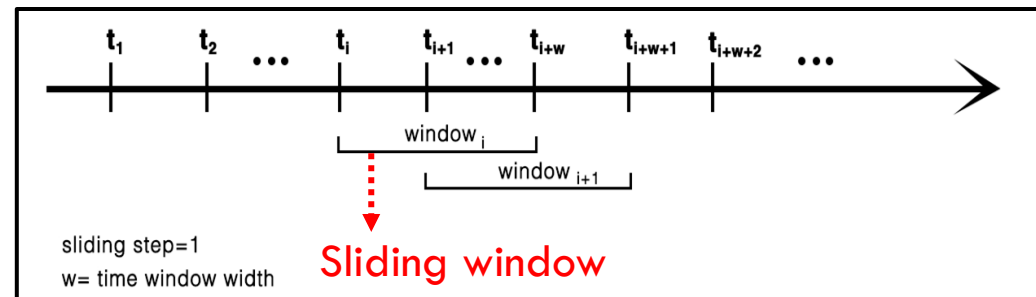 t1 t2 ••• ti ti+1 ••• ti+w ti+w+1 ti+w+2 •••
window i
window i+1
sliding step=1
Sliding window
w= time window width